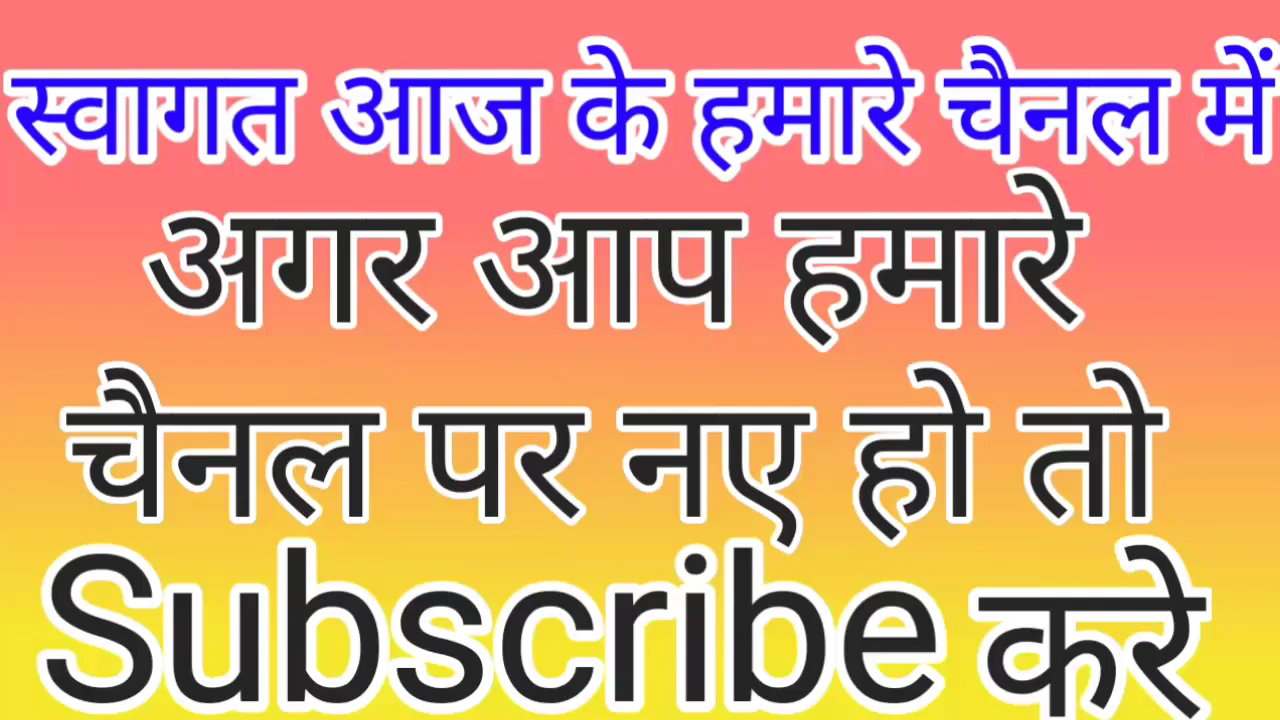 स्वागत आज के हमारे चैनल में
अगर आप हमारे
चैनल पर नए हो तो
Subscribe करे